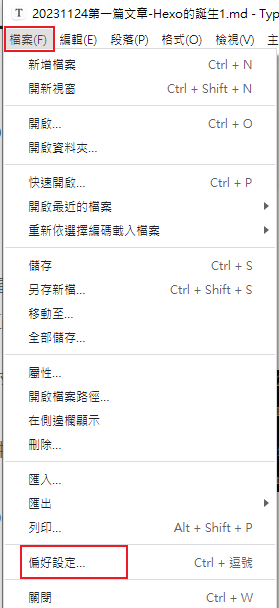 T 20231124第一篇文章-Hexo的誕生1.md - Typ
檔案(F) 編輯(E) 段落(P) 格式(O) 檢視(V) 主
新增檔案 Ctrl + N
開新視窗 Ctrl + Shift + N
開啟... Ctrl + O
開啟資料夾...
快速開啟... Ctrl + P
開啟最近的檔案
重新依選擇編碼載入檔案
儲存 Ctrl + S
另存新檔... Ctrl + Shift + S
移動至...
全部儲存...
屬性...
開啟檔案路徑...
在側邊欄顯示
刪除...
匯入...
匯出
列印... Alt + Shift + P
偏好設定... Ctrl + 逗號
關閉 Ctrl + W